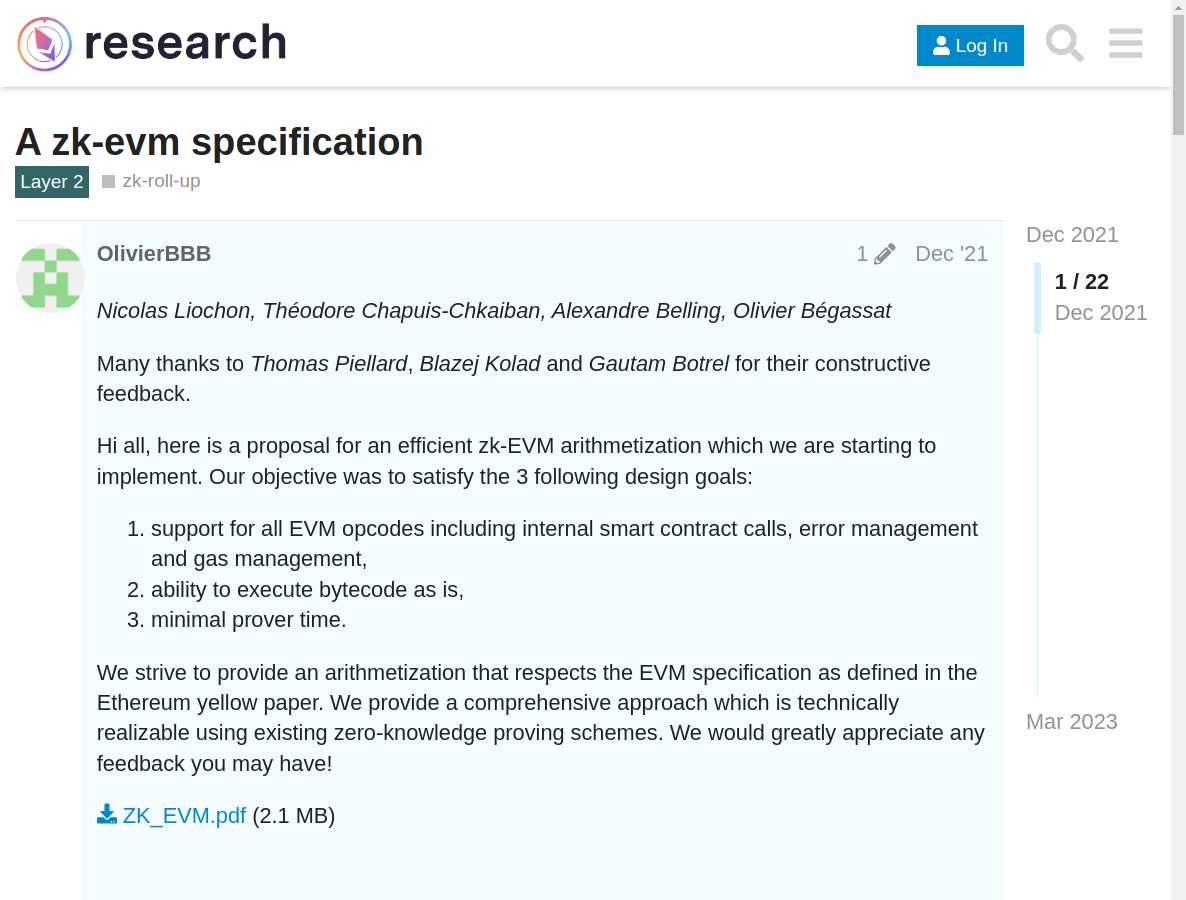 research
Log In
A zk-evm specification
Layer 2
zk-roll-up
OlivierBBB
1
Dec '21
Nicolas Liochon, Théodore Chapuis-Chkaiban, Alexandre Belling, Olivier Bégassat
Many thanks to Thomas Piellard, Blazej Kolad and Gautam Botrel for their constructive
feedback.
Hi all, here is a proposal for an efficient zk-EVM arithmetization which we are starting to
implement. Our objective was to satisfy the 3 following design goals:
1. support for all EVM opcodes including internal smart contract calls, error management
and gas management,
2. ability to execute bytecode as is,
3. minimal prover time.
We strive to provide an arithmetization that respects the EVM specification as defined in the
Ethereum yellow paper. We provide a comprehensive approach which is technically
realizable using existing zero-knowledge proving schemes. We would greatly appreciate any
feedback you may have!
ZK_EVM.pdf (2.1 MB)
Dec 2021
1 / 22
Dec 2021
Mar 2023